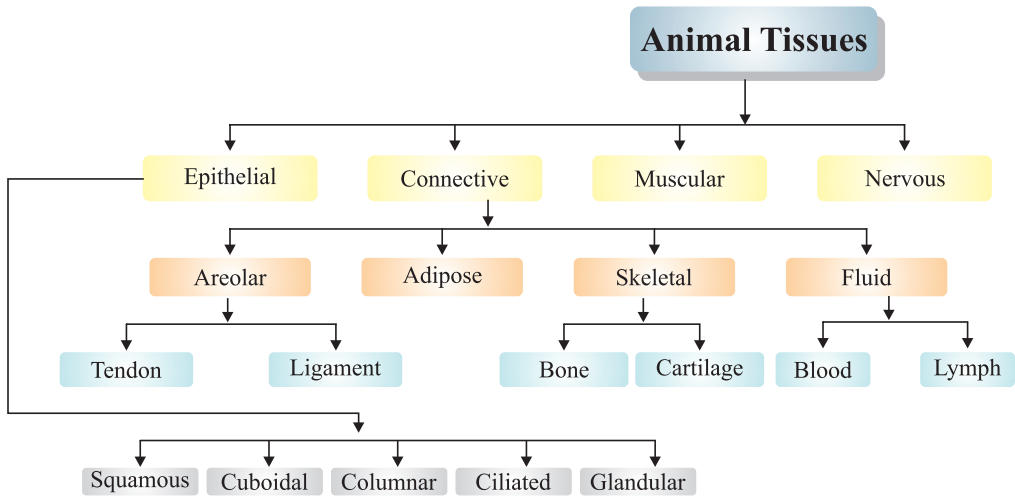 Animal Tissues
Epithelial
Connective
Muscular
Nervous
Areolar
Adipose
Skeletal
Fluid
Tendon
Ligament
Bone
Cartilage
Blood
Lymph
Squamous
Cuboidal
Columnar
Ciliated
Glandular